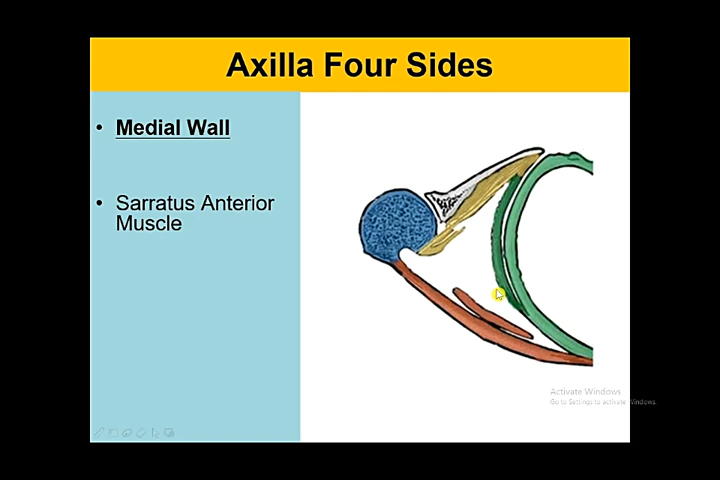 Axilla Four Sides
• Medial Wall
• Sarratus Anterior
Muscle
Activate Windows
Go to Settings to activate Windows.